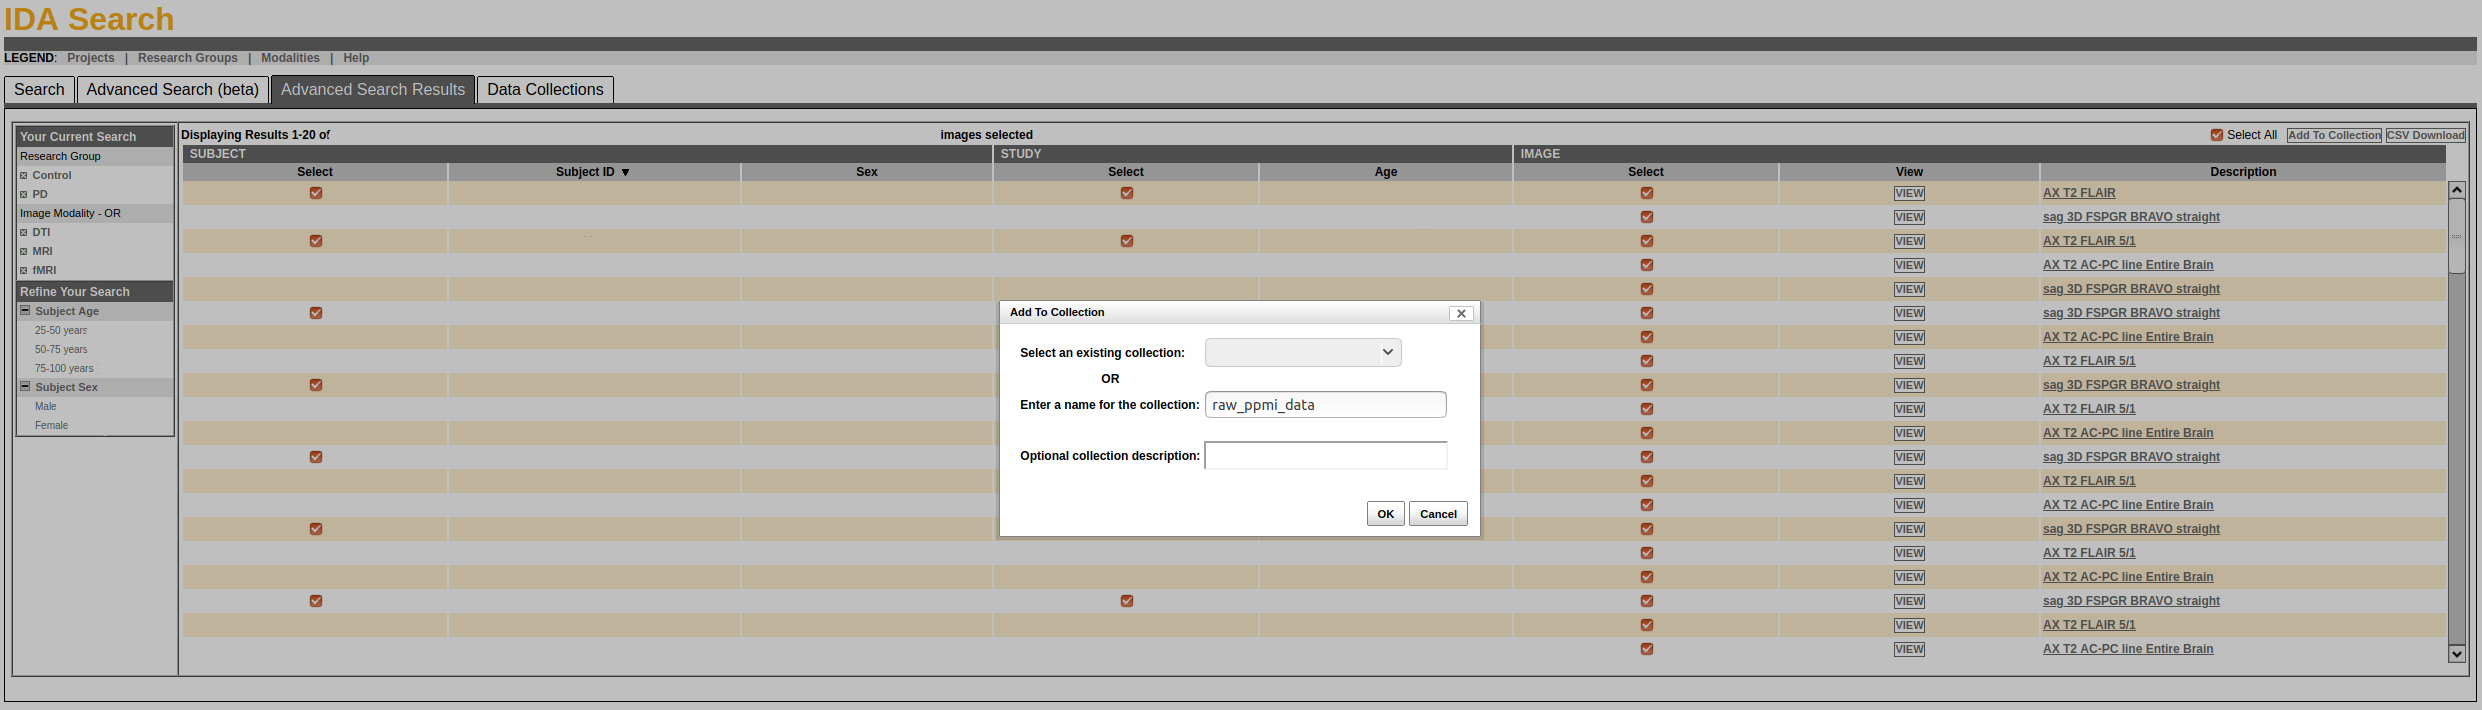 IDA Search
LEGEND: Projects | Research Groups | Modalities | Help
Search Advanced Search (beta) Advanced Search Results Data Collections
Your Current Search
Research Group
Control
PD
Image Modality - OR
DTI
MRI
fMRI
Refine Your Search
Subject Age
25-50 years
50-75 years
75-100 years
Subject Sex
Male
Female
Displaying Results 1-20 of images selected Select All Add To Collection CSV Download
SUBJECT STUDY IMAGE
Select Subject ID ▼ Sex Select Age Select View Description
VIEW AX T2 FLAIR
VIEW sag 3D FSPGR BRAVO straight
VIEW AX T2 FLAIR 5/1
VIEW AX T2 AC-PC line Entire Brain
VIEW sag 3D FSPGR BRAVO straight
VIEW sag 3D FSPGR BRAVO straight
VIEW AX T2 AC-PC line Entire Brain
VIEW AX T2 FLAIR 5/1
VIEW sag 3D FSPGR BRAVO straight
VIEW AX T2 FLAIR 5/1
VIEW AX T2 AC-PC line Entire Brain
VIEW sag 3D FSPGR BRAVO straight
VIEW AX T2 FLAIR 5/1
VIEW AX T2 AC-PC line Entire Brain
VIEW sag 3D FSPGR BRAVO straight
VIEW AX T2 FLAIR 5/1
VIEW AX T2 AC-PC line Entire Brain
VIEW sag 3D FSPGR BRAVO straight
VIEW AX T2 FLAIR 5/1
VIEW AX T2 AC-PC line Entire Brain
Add To Collection
Select an existing collection:
OR
Enter a name for the collection: raw_ppmi_data
Optional collection description:
OK Cancel